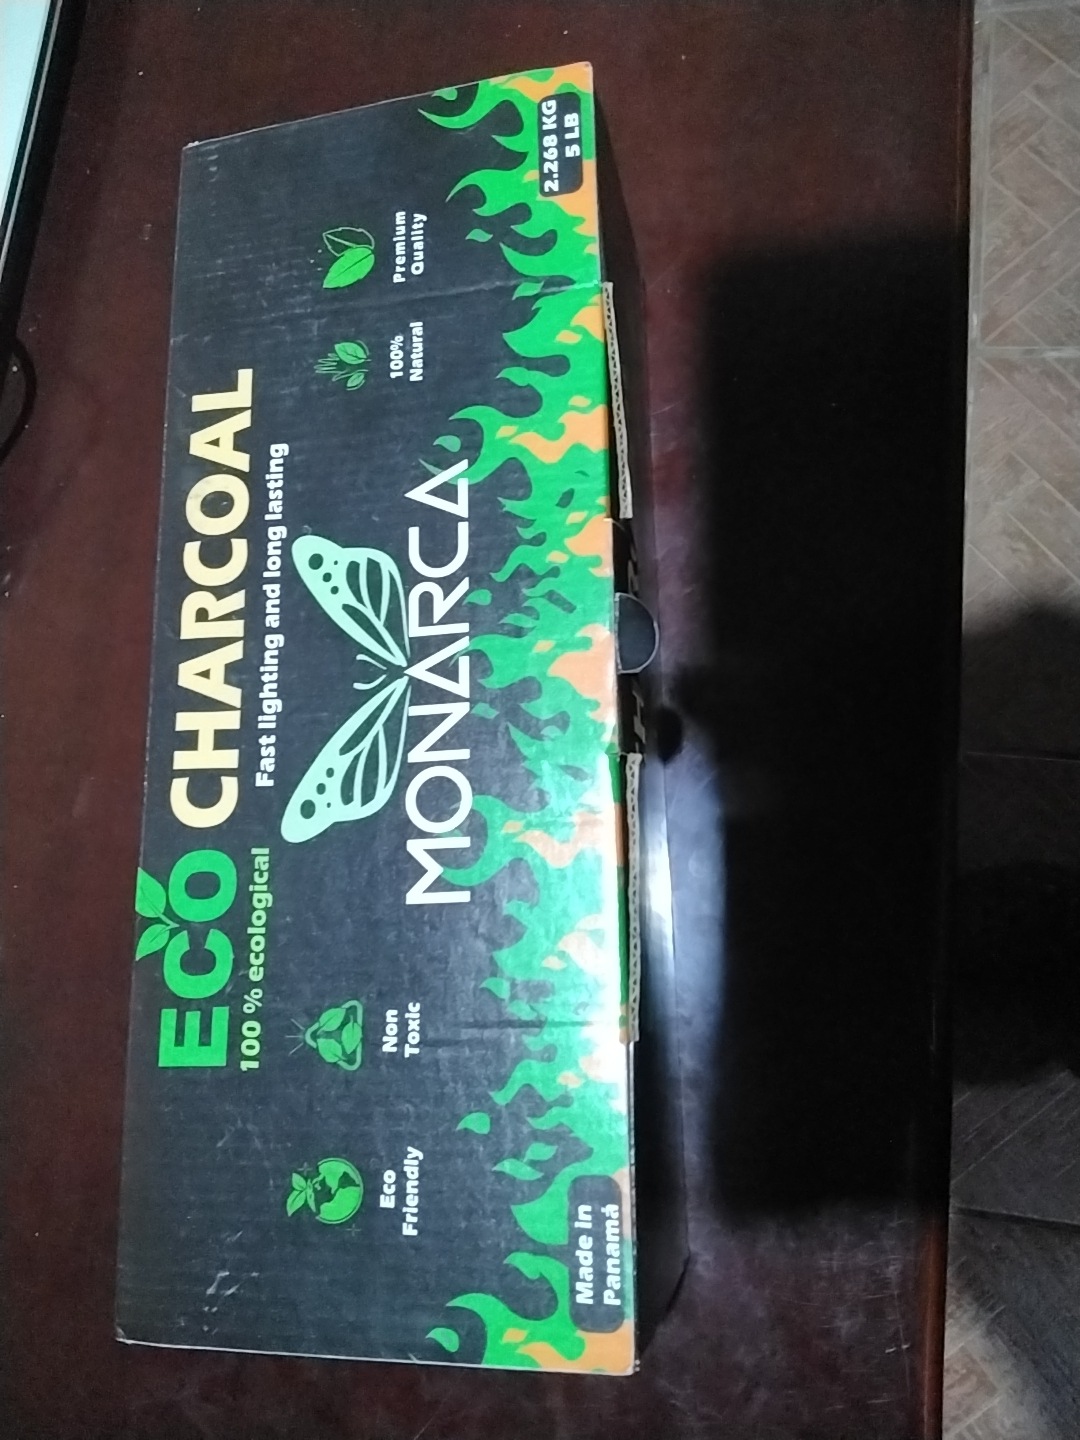 ECO CHARCOAL
100 % ecological
Fast lighting and long lasting
MONARCA
Eco
Friendly
Non
Toxic
100%
Natural
Premium
Quality
Made in
Panamá
2.268 KG
5 LB